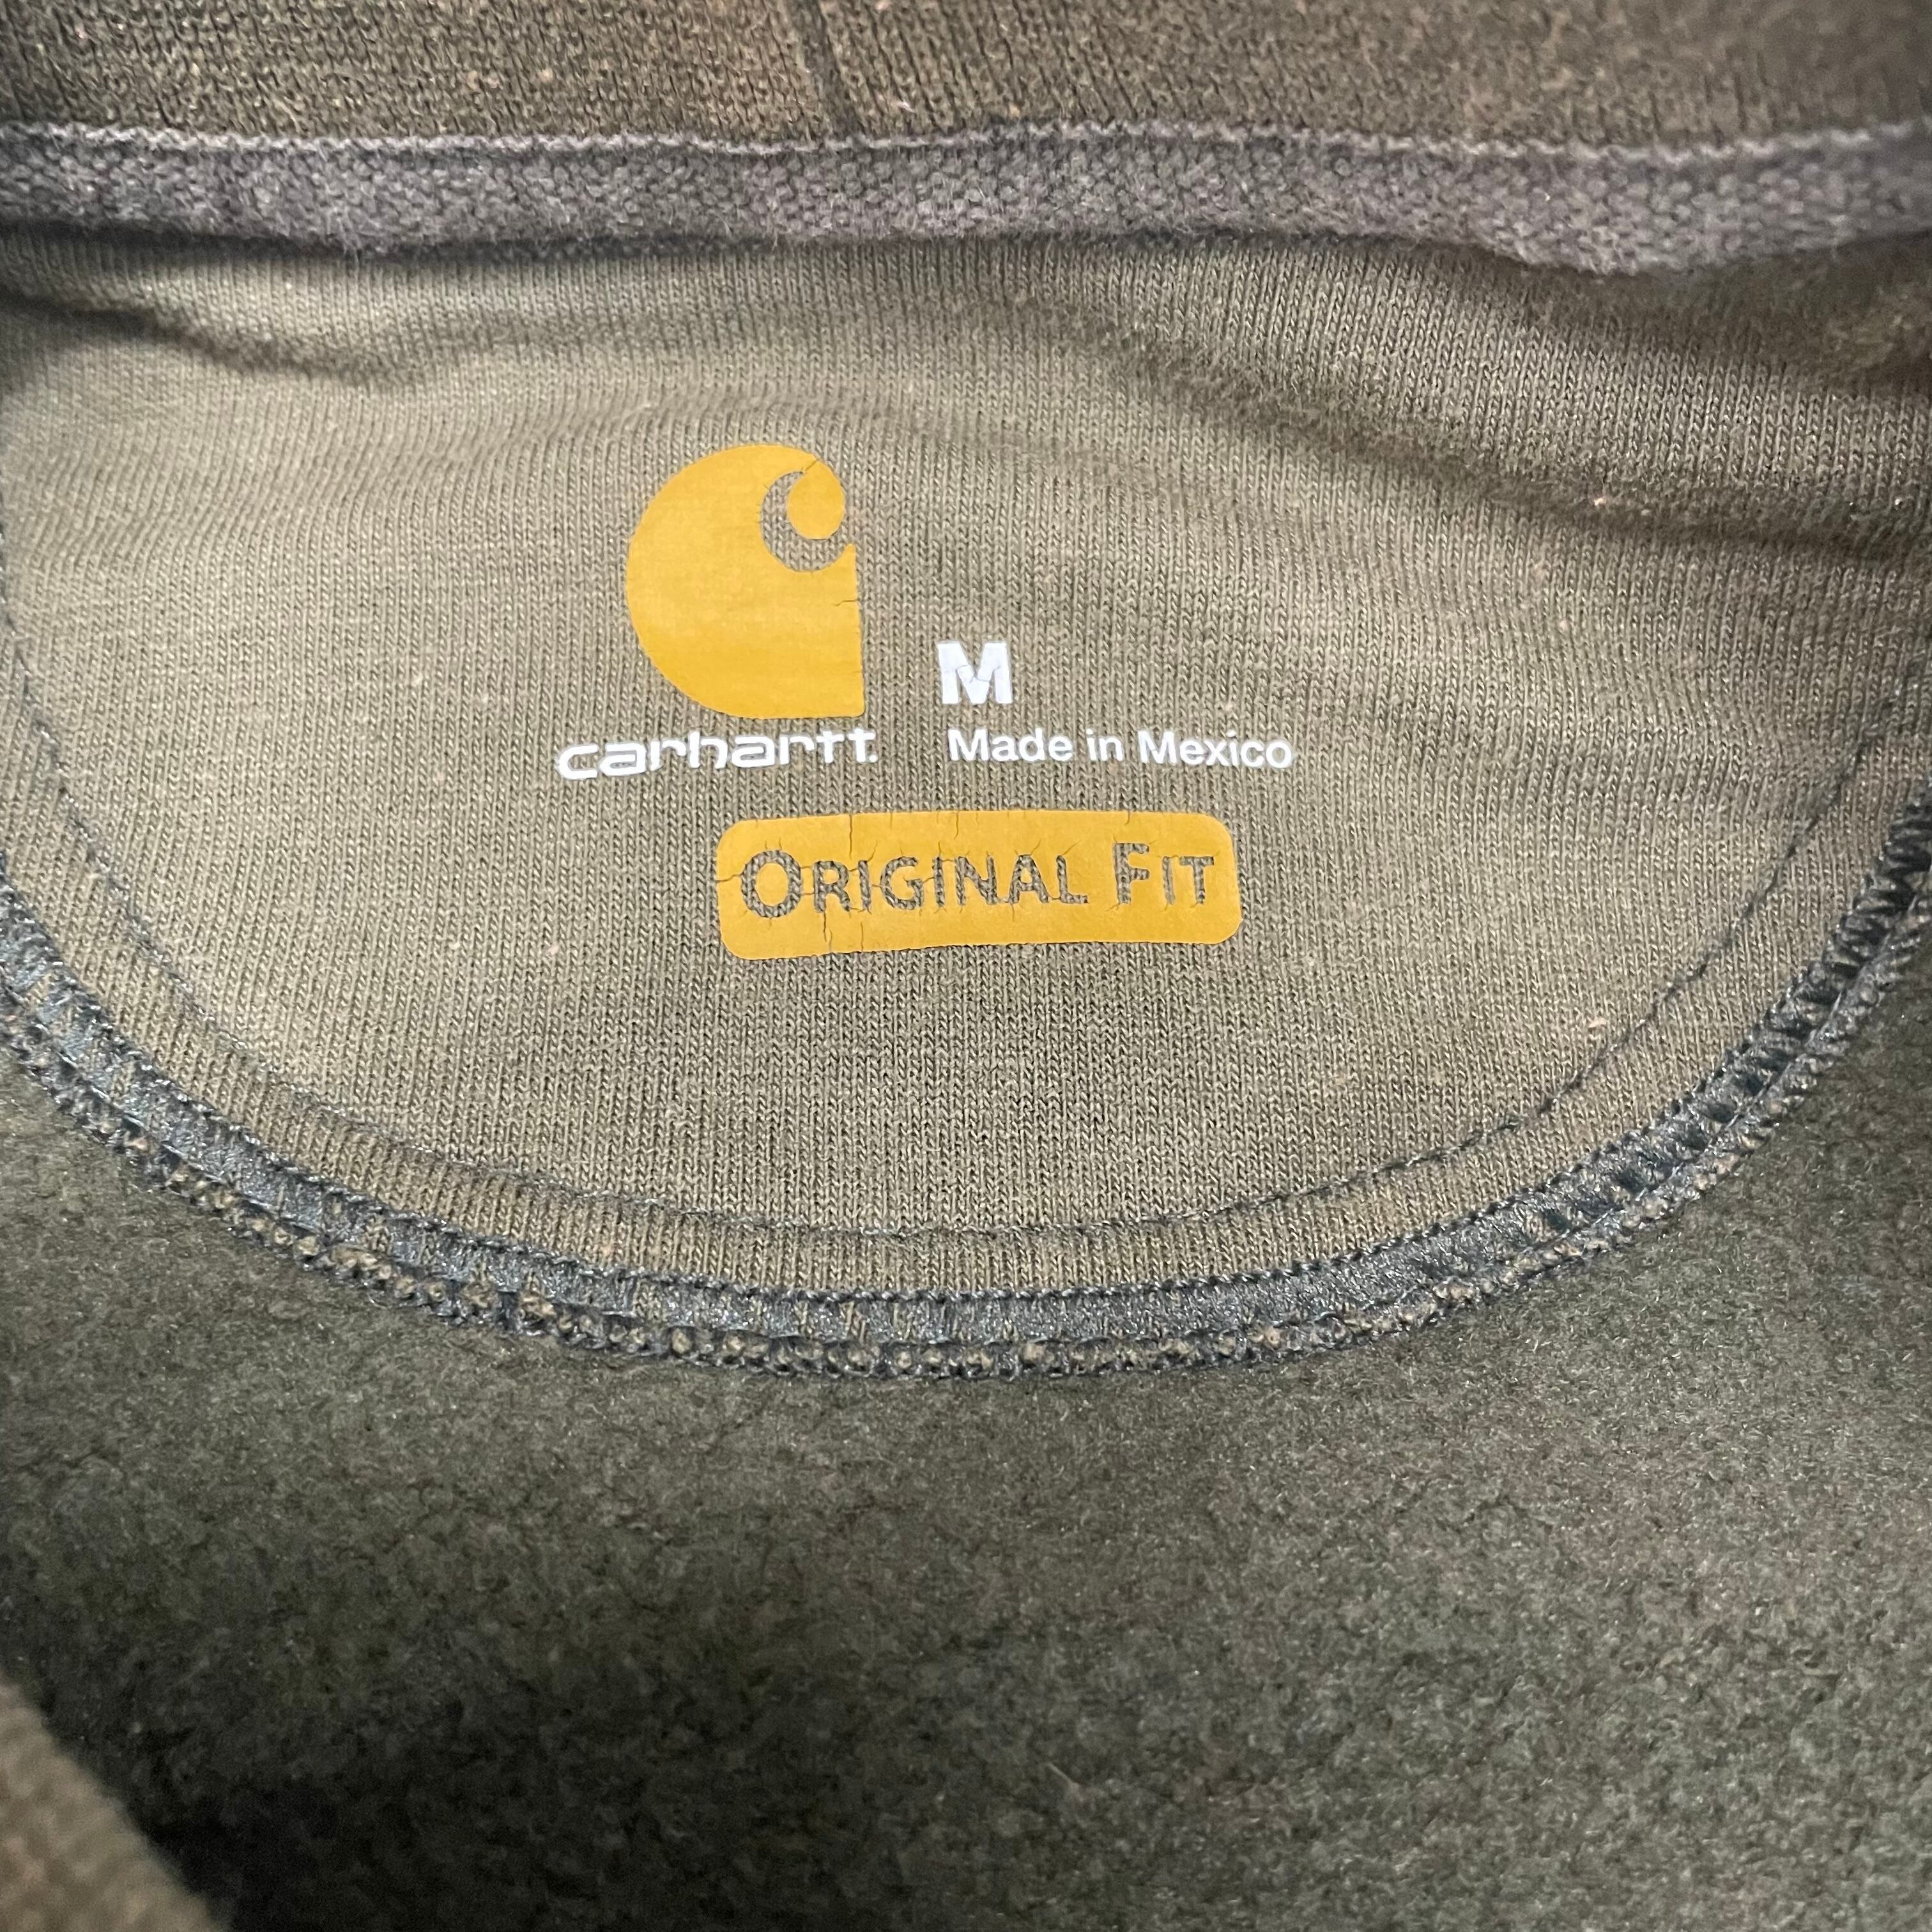 M
carhartt.
Made in Mexico
ORIGINAL FIT